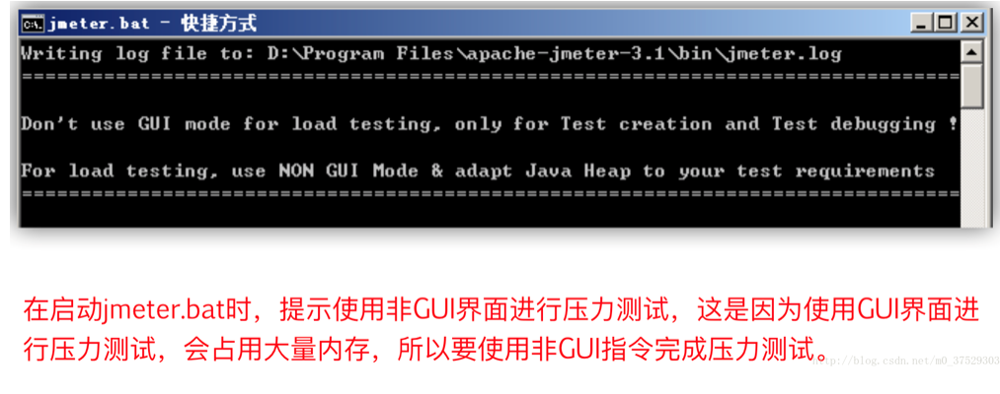 jmeter.bat - 快捷方式
Writing log file to: D:\Program Files\apache-jmeter-3.1\bin\jmeter.log
================================================================================
Don't use GUI mode for load testing, only for Test creation and Test debugging !
For load testing, use NON GUI Mode & adapt Java Heap to your test requirements
================================================================================
在启动jmeter.bat时，提示使用非GUI界面进行压力测试，这是因为使用GUI界面进
行压力测试，会占用大量内存，所以要使用非GUI指令完成压力测试。
http://blog.csdn.net/m0_37529303